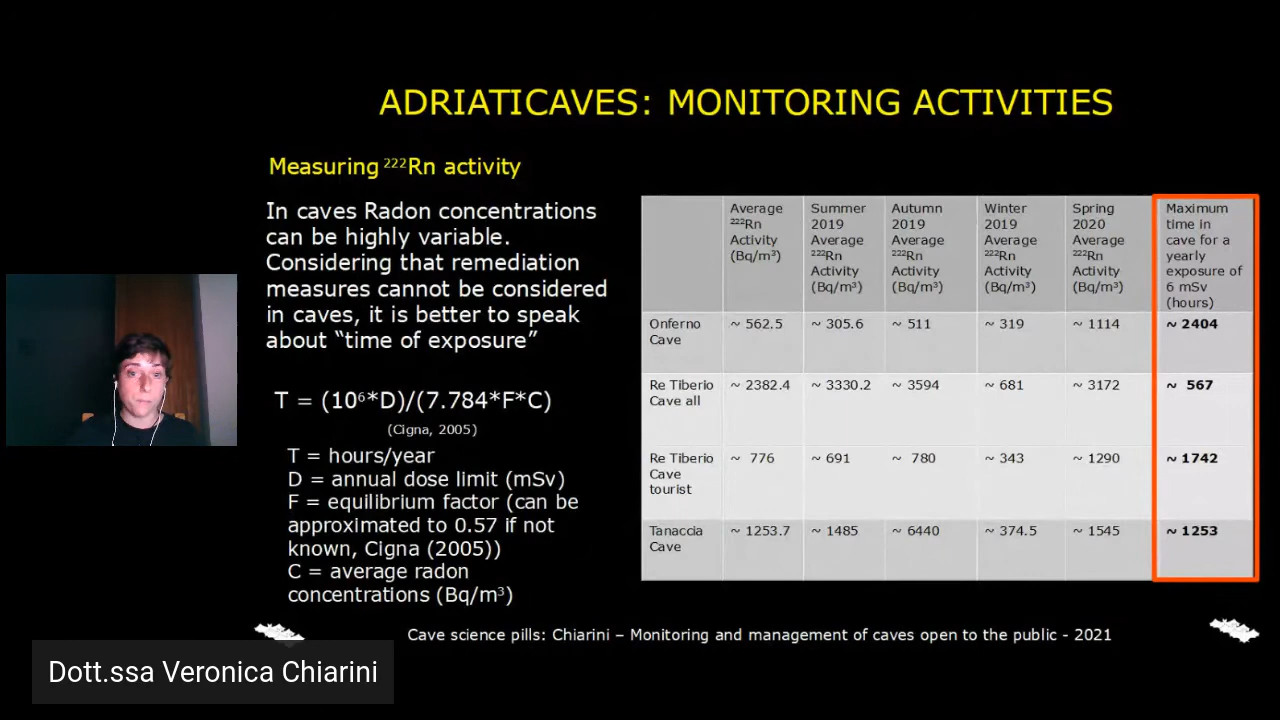 ADRIATICAVES: MONITORING ACTIVITIES
Measuring ²²²Rn activity
In caves Radon concentrations
can be highly variable.
Considering that remediation
measures cannot be considered
in caves, it is better to speak
about “time of exposure”
T = (10⁶*D)/(7.784*F*C)
(Cigna, 2005)
T = hours/year
D = annual dose limit (mSv)
F = equilibrium factor (can be
approximated to 0.57 if not
known, Cigna (2005))
C = average radon
concentrations (Bq/m³)
Average
²²²Rn
Activity
(Bq/m³)
Summer
2019
Average
²²²Rn
Activity
(Bq/m³)
Autumn
2019
Average
²²²Rn
Activity
(Bq/m³)
Winter
2019
Average
²²²Rn
Activity
(Bq/m³)
Spring
2020
Average
²²²Rn
Activity
(Bq/m³)
Maximum
time in
cave for a
yearly
exposure of
6 mSv
(hours)
Onferno
Cave
~ 562.5
~ 305.6
~ 511
~ 319
~ 1114
~ 2404
Re Tiberio
Cave all
~ 2382.4
~ 3330.2
~ 3594
~ 681
~ 3172
~ 567
Re Tiberio
Cave
tourist
~ 776
~ 691
~ 780
~ 343
~ 1290
~ 1742
Tanaccia
Cave
~ 1253.7
~ 1485
~ 6440
~ 374.5
~ 1545
~ 1253
Cave science pills: Chiarini – Monitoring and management of caves open to the public - 2021
Dott.ssa Veronica Chiarini